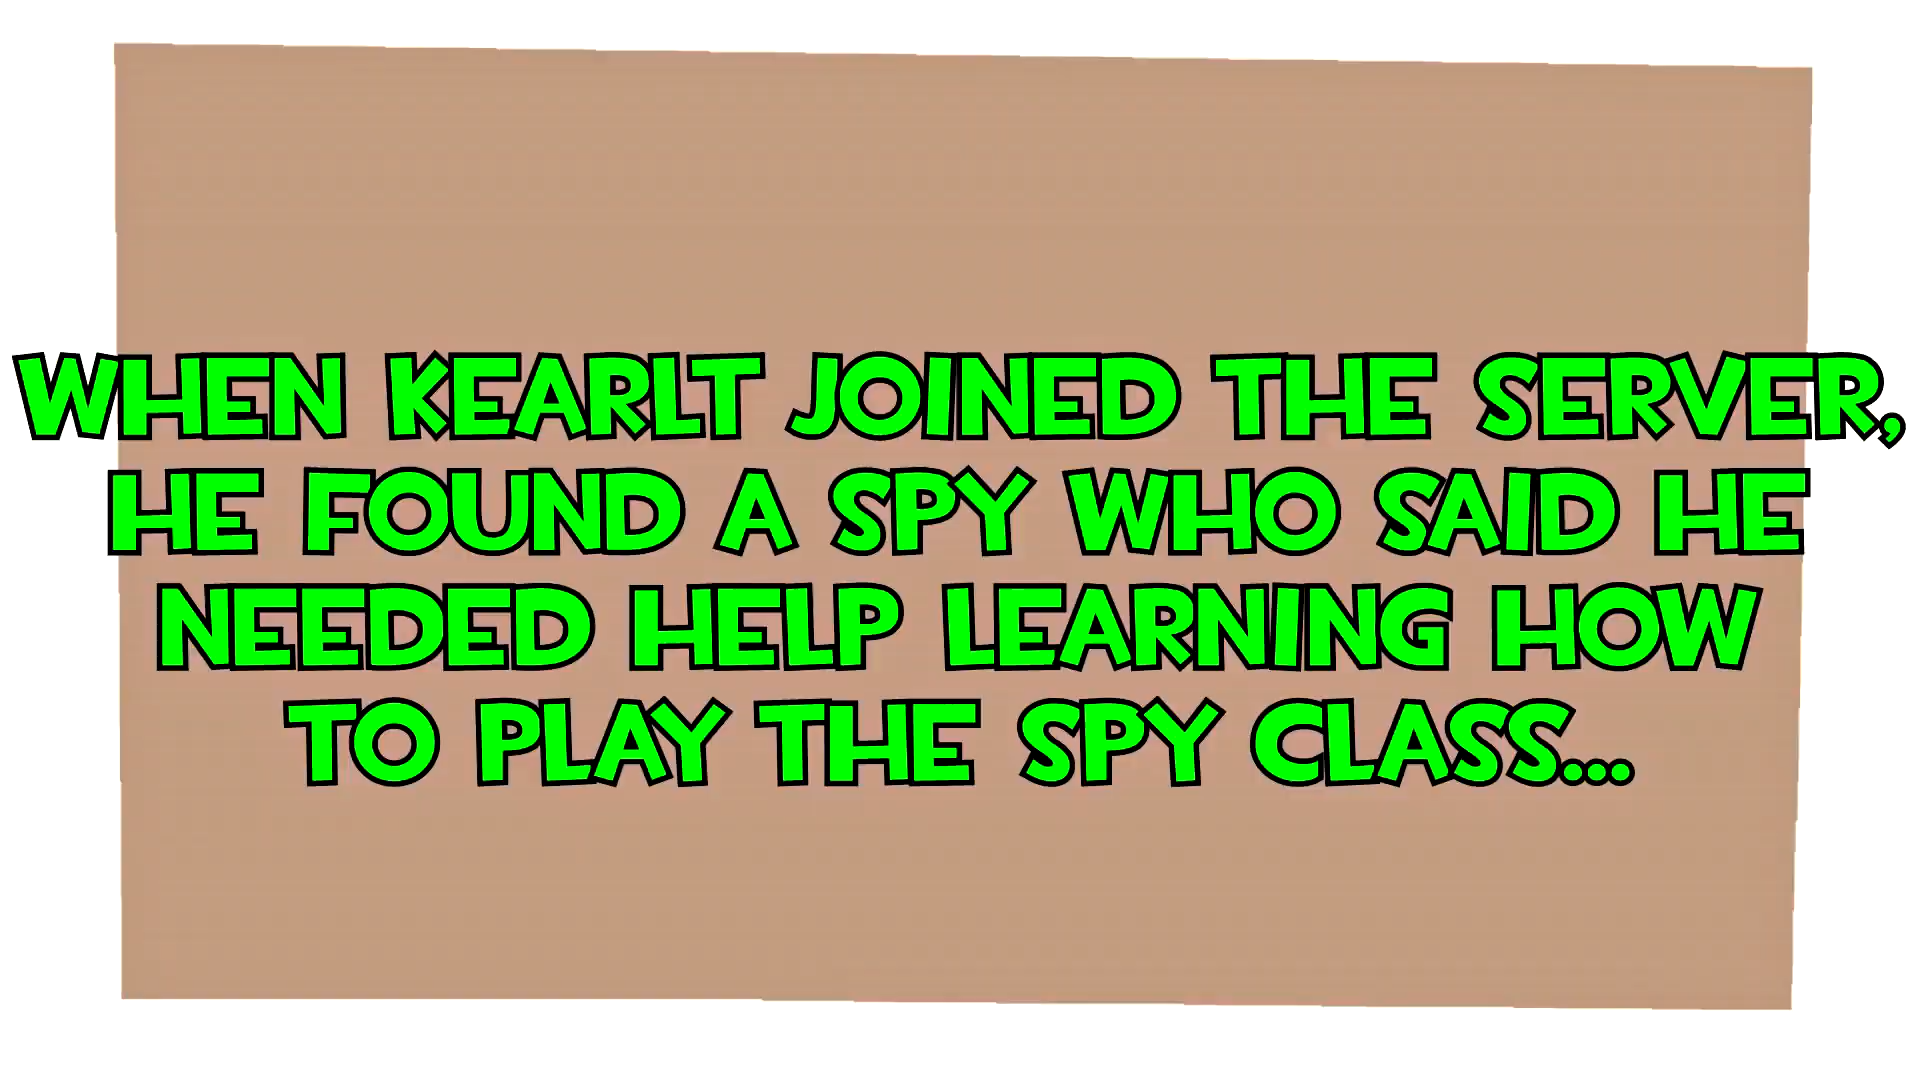 WHEN KEARLT JOINED THE SERVER,
HE FOUND A SPY WHO SAID HE
NEEDED HELP LEARNING HOW
TO PLAY THE SPY CLASS...